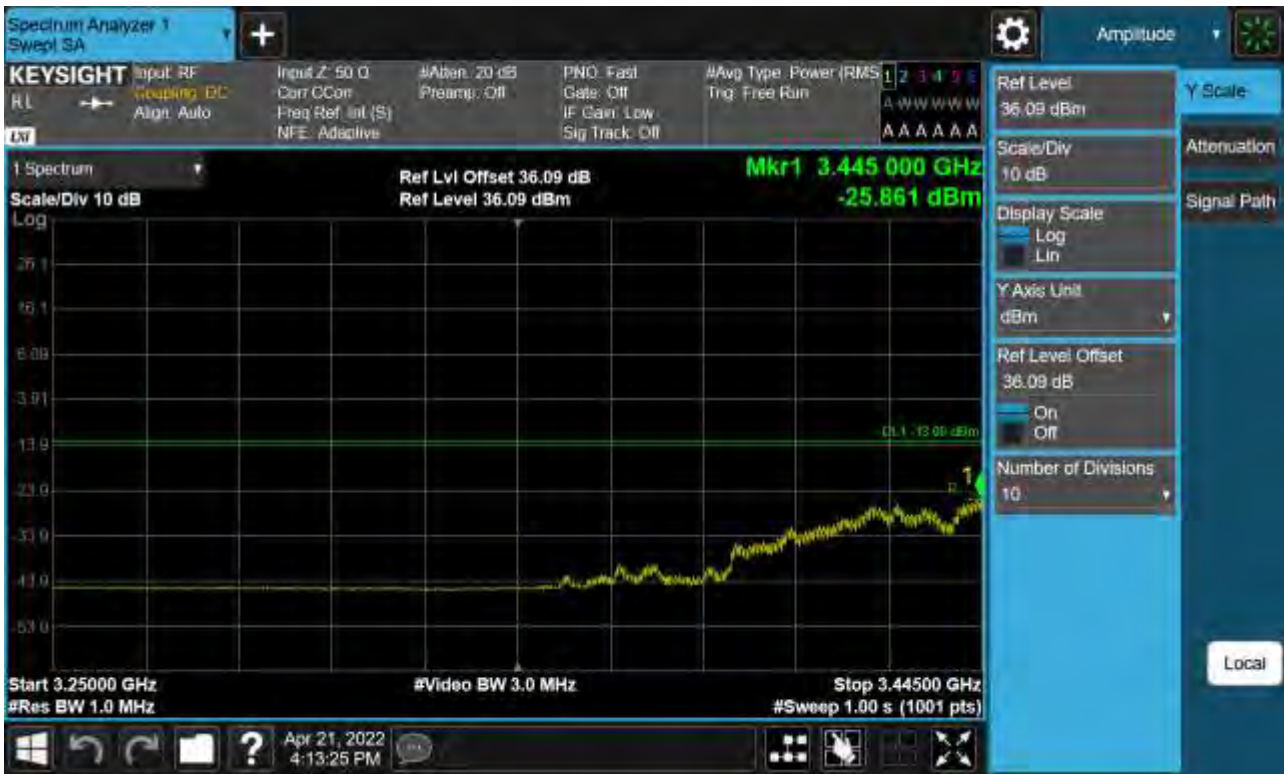 Spectrum Analyzer 1
Swept SA
Amplitude
KEYSIGHT
RL
Input: RF
Coupling: DC
Align: Auto
Input Z: 50 Ω
Corr CCorr
Freq Ref: Int (S)
NFE: Adaptive
#Atten: 20 dB
Preamp: Off
PNO: Fast
Gate: Off
IF Gain: Low
Sig Track: Off
#Avg Type: Power (RMS
Trig: Free Run
1 2 3 4 5 6
A W W W W W
A A A A A A
1 Spectrum
Scale/Div 10 dB
Log
Ref Lvl Offset 36.09 dB
Ref Level 36.09 dBm
Mkr1 3.445 000 GHz
-25.861 dBm
26.1
16.1
6.09
-3.91
-13.9
-23.9
-33.9
-43.9
-53.9
DL1 -13.00 dBm
1
Start 3.25000 GHz
#Res BW 1.0 MHz
#Video BW 3.0 MHz
Stop 3.44500 GHz
#Sweep 1.00 s (1001 pts)
Ref Level
36.09 dBm
Scale/Div
10 dB
Display Scale
Log
Lin
Y Axis Unit
dBm
Ref Level Offset
36.09 dB
On
Off
Number of Divisions
10
Y Scale
Attenuation
Signal Path
Local
?
Apr 21, 2022
4:13:25 PM